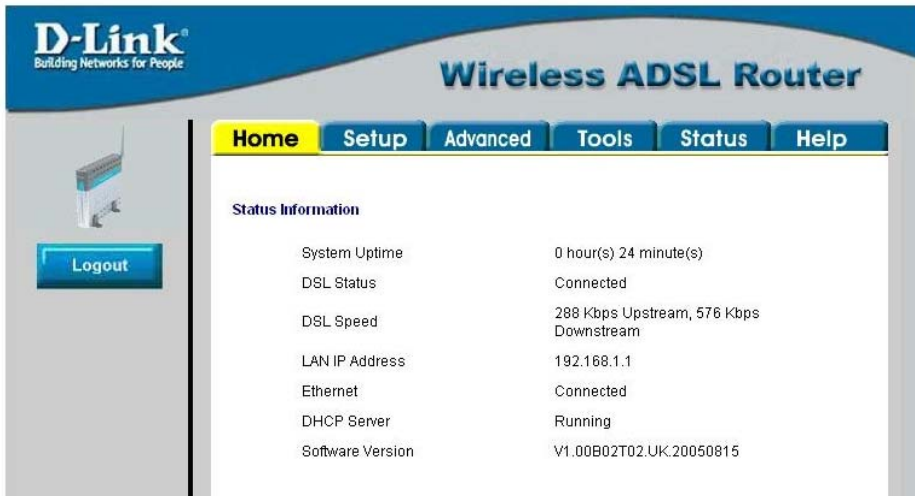 D-Link®
Building Networks for People
Wireless ADSL Router
Home Setup Advanced Tools Status Help
Logout
Status Information
System Uptime 0 hour(s) 24 minute(s)
DSL Status Connected
DSL Speed 288 Kbps Upstream, 576 Kbps
Downstream
LAN IP Address 192.168.1.1
Ethernet Connected
DHCP Server Running
Software Version V1.00B02T02.UK.20050815